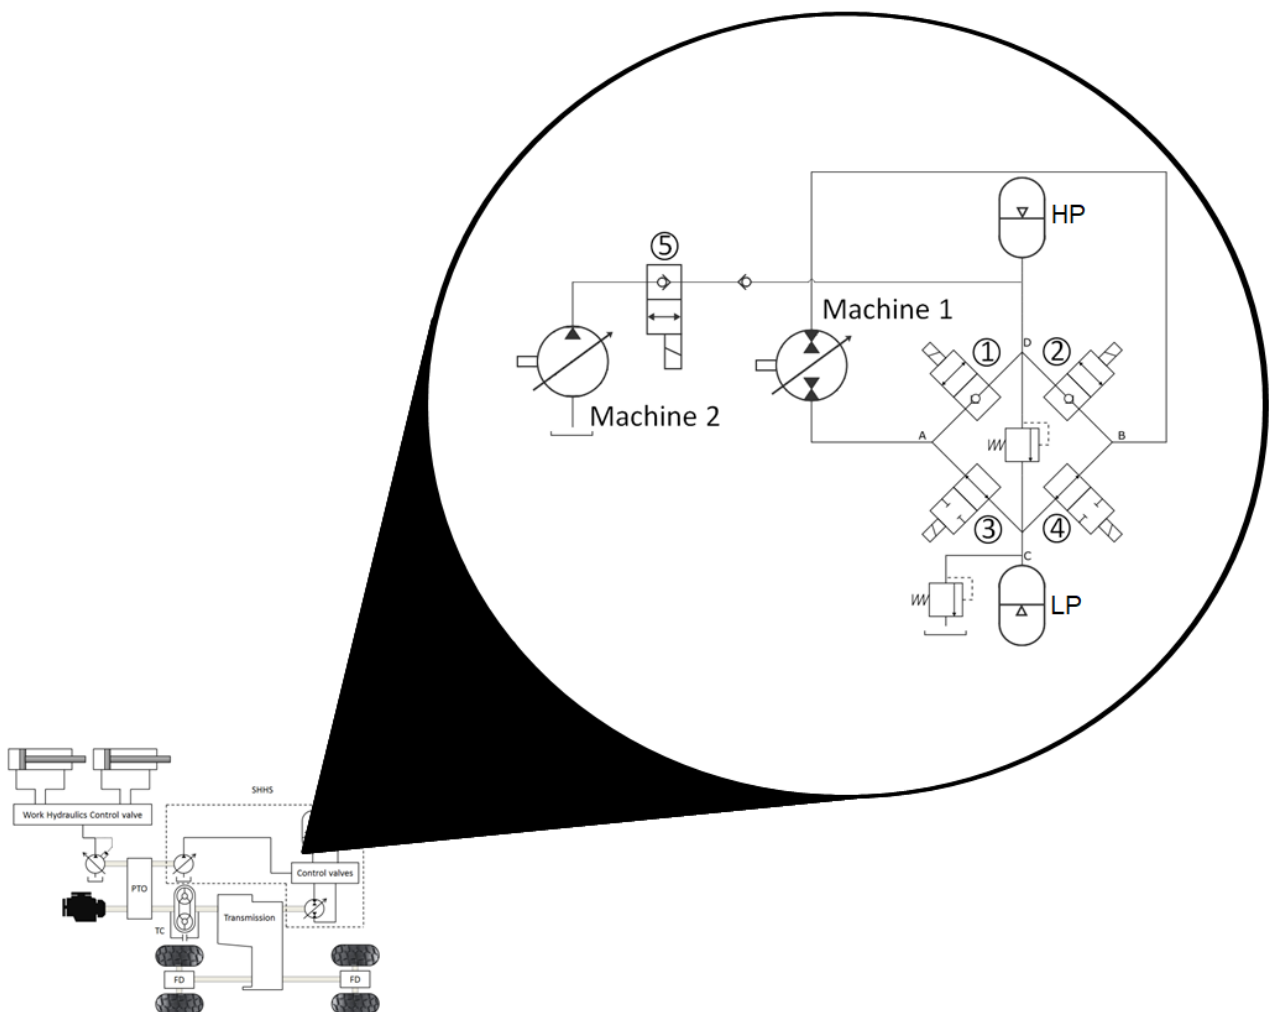 HP
⑤
Machine 1
D
①
②
Machine 2
A
B
③
④
C
LP
SHHS
Work Hydraulics Control valve
Control valves
PTO
Transmission
TC
FD
FD